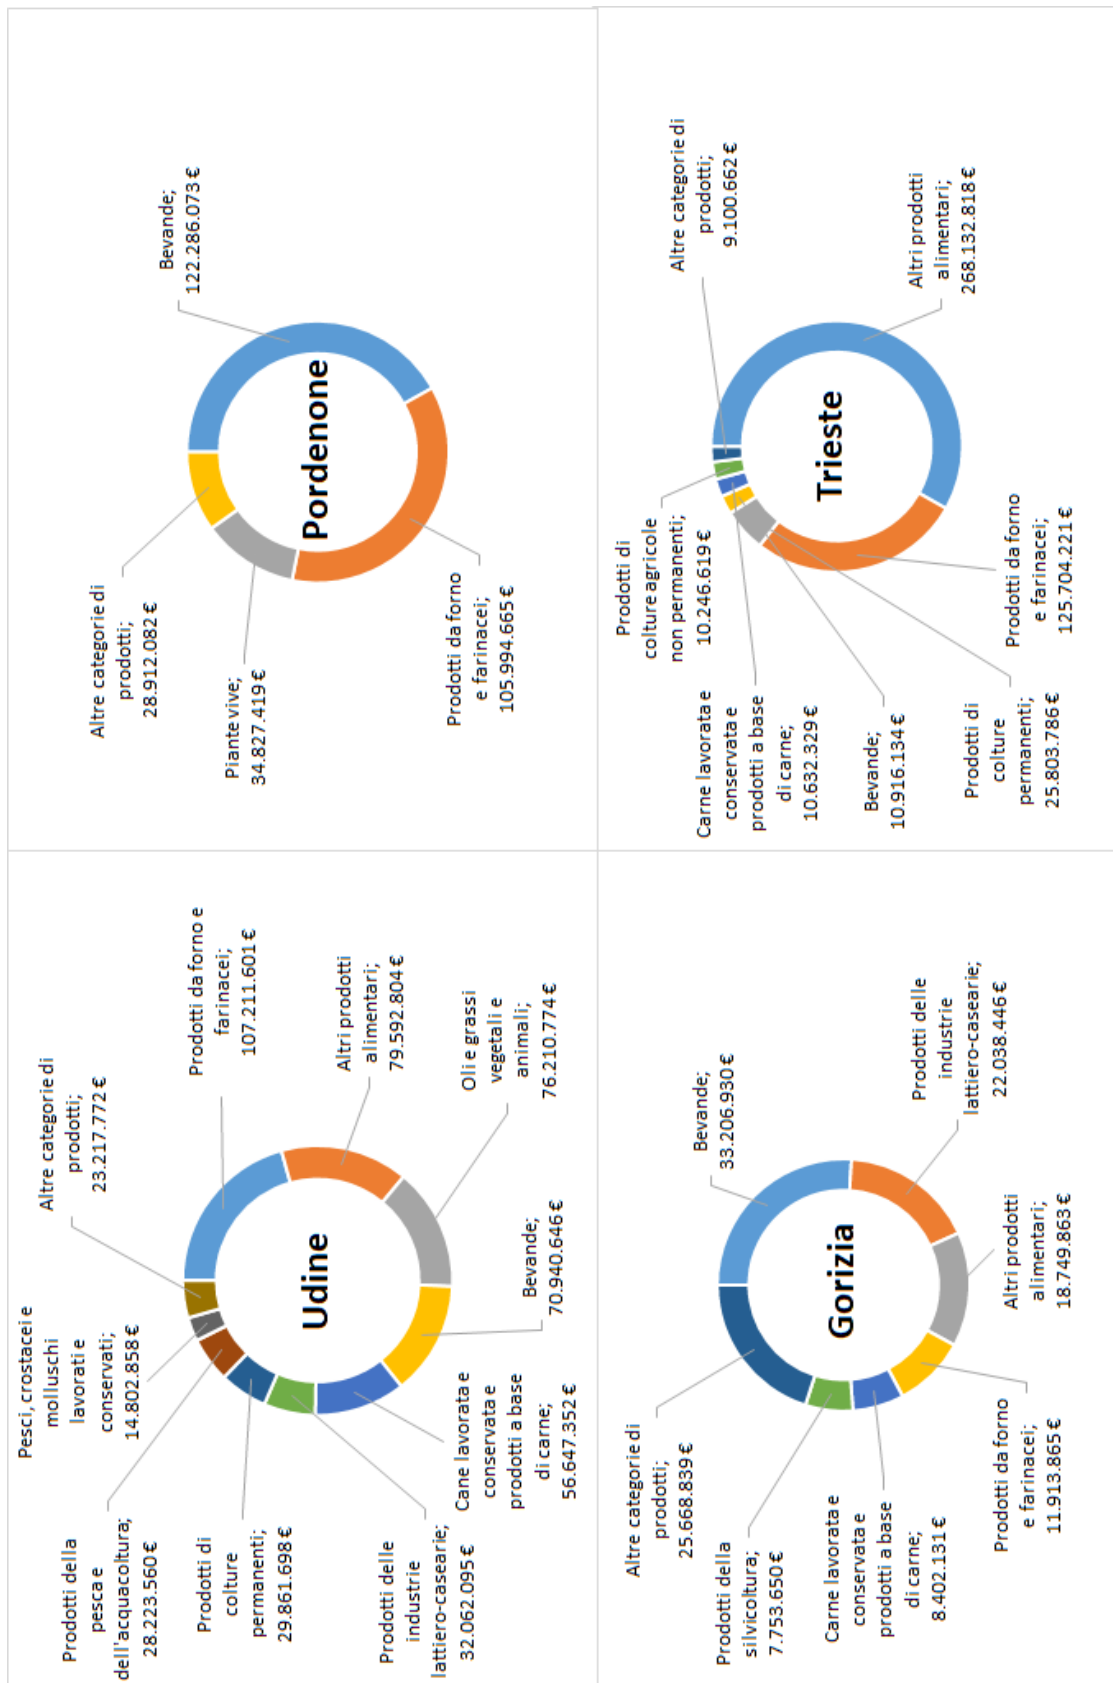 Udine
Pesci, crostacei e
molluschi
lavorati e
conservati;
14.802.858 €
Altre categorie di
prodotti;
23.217.772 €
Prodotti da forno e
farinacei;
107.211.601 €
Altri prodotti
alimentari;
79.592.804 €
Oli e grassi
vegetali e
animali;
76.210.774 €
Bevande;
70.940.646 €
Cane lavorata e
conservata e
prodotti a base
di carne;
56.647.352 €
Prodotti delle
industrie
lattiero-casearie;
32.062.095 €
Prodotti di
colture
permanenti;
29.861.698 €
Prodotti della
pesca e
dell'acquacoltura;
28.223.560 €
Pordenone
Altre categorie di
prodotti;
28.912.082 €
Bevande;
122.286.073 €
Piante vive;
34.827.419 €
Prodotti da forno
e farinacei;
105.994.665 €
Gorizia
Altre categorie di
prodotti;
25.668.839 €
Bevande;
33.206.930 €
Prodotti delle
industrie
lattiero-casearie;
22.038.446 €
Altri prodotti
alimentari;
18.749.863 €
Prodotti da forno
e farinacei;
11.913.865 €
Carne lavorata e
conservata e
prodotti a base
di carne;
8.402.131 €
Prodotti della
silvicoltura;
7.753.650 €
Trieste
Prodotti di
colture agricole
non permanenti;
10.246.619 €
Altre categorie di
prodotti;
9.100.662 €
Altri prodotti
alimentari;
268.132.818 €
Prodotti da forno
e farinacei;
125.704.221 €
Prodotti di
colture
permanenti;
25.803.786 €
Bevande;
10.916.134 €
Carne lavorata e
conservata e
prodotti a base
di carne;
10.632.329 €